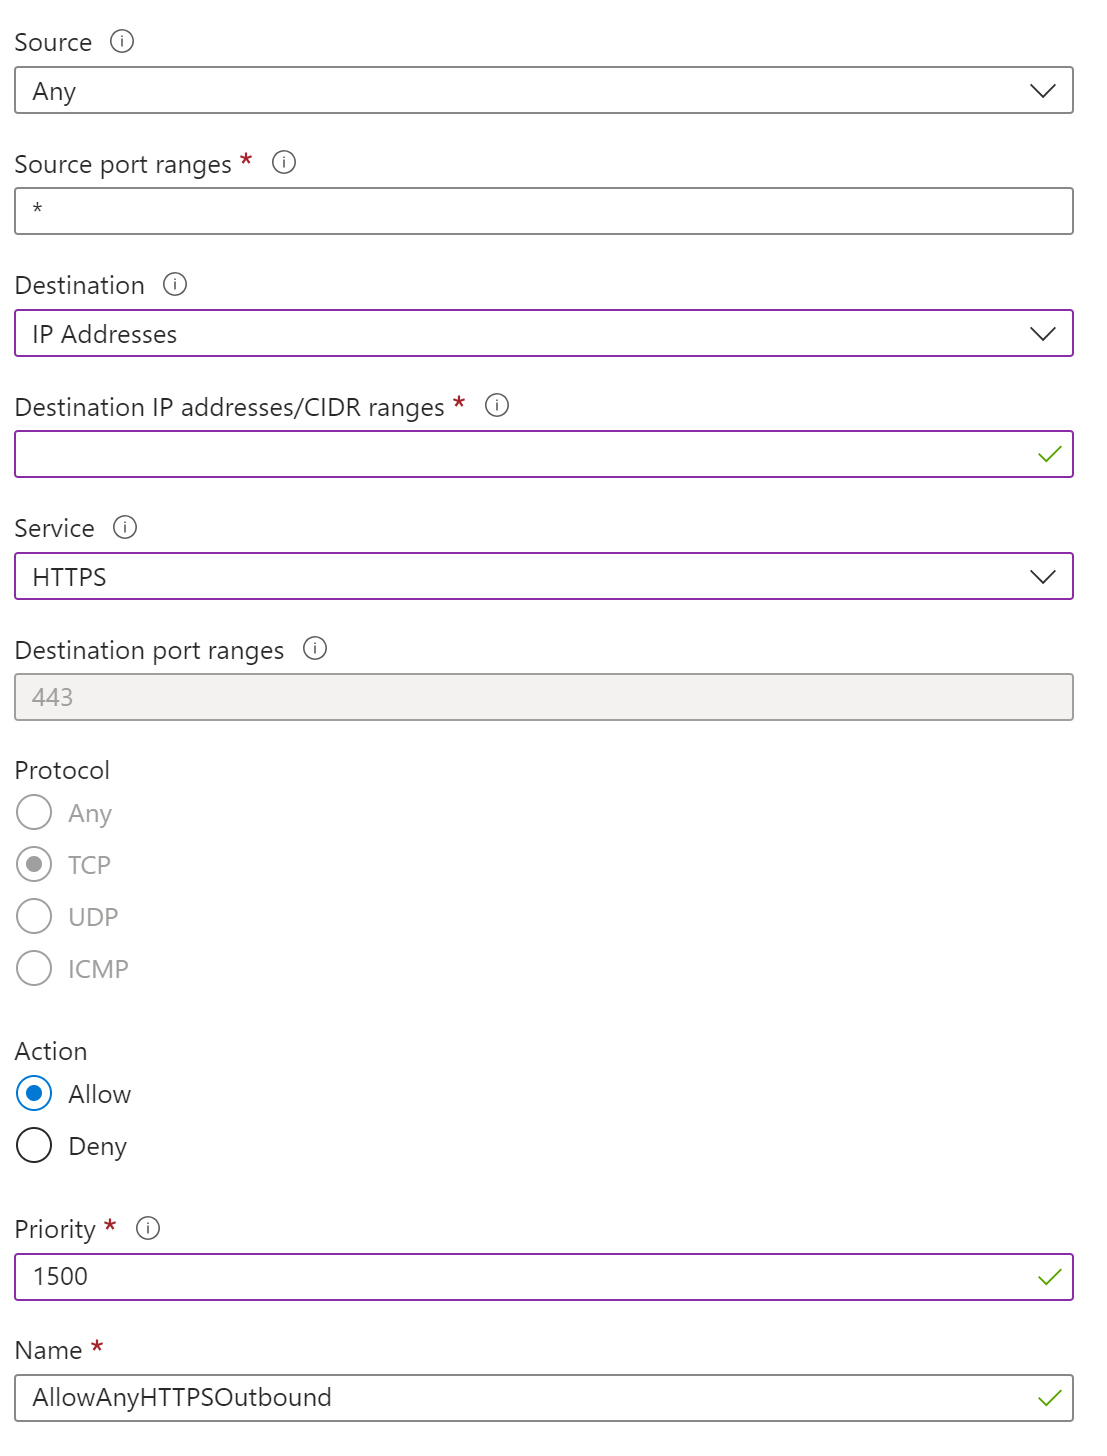 Source
Any
Source port ranges *
*
Destination
IP Addresses
Destination IP addresses/CIDR ranges *
Service
HTTPS
Destination port ranges
443
Protocol
Any
TCP
UDP
ICMP
Action
Allow
Deny
Priority *
1500
Name *
AllowAnyHTTPSOutbound